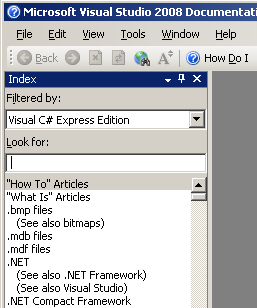 Microsoft Visual Studio 2008 Documentati
File Edit View Tools Window Help
Back A How Do I
Index
Filtered by:
Visual C# Express Edition
Look for:
"How To" Articles
"What Is" Articles
.bmp files
(See also bitmaps)
.mdb files
.mdf files
.NET
(See also .NET Framework)
(See also Visual Studio)
.NET Compact Framework